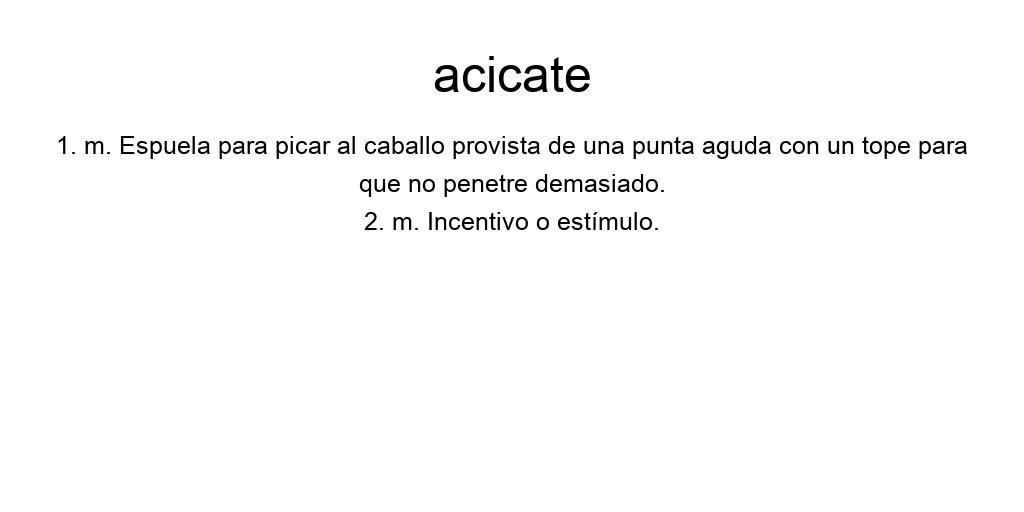 acicate
1. m. Espuela para picar al caballo provista de una punta aguda con un tope para
que no penetre demasiado.
2. m. Incentivo o estímulo.